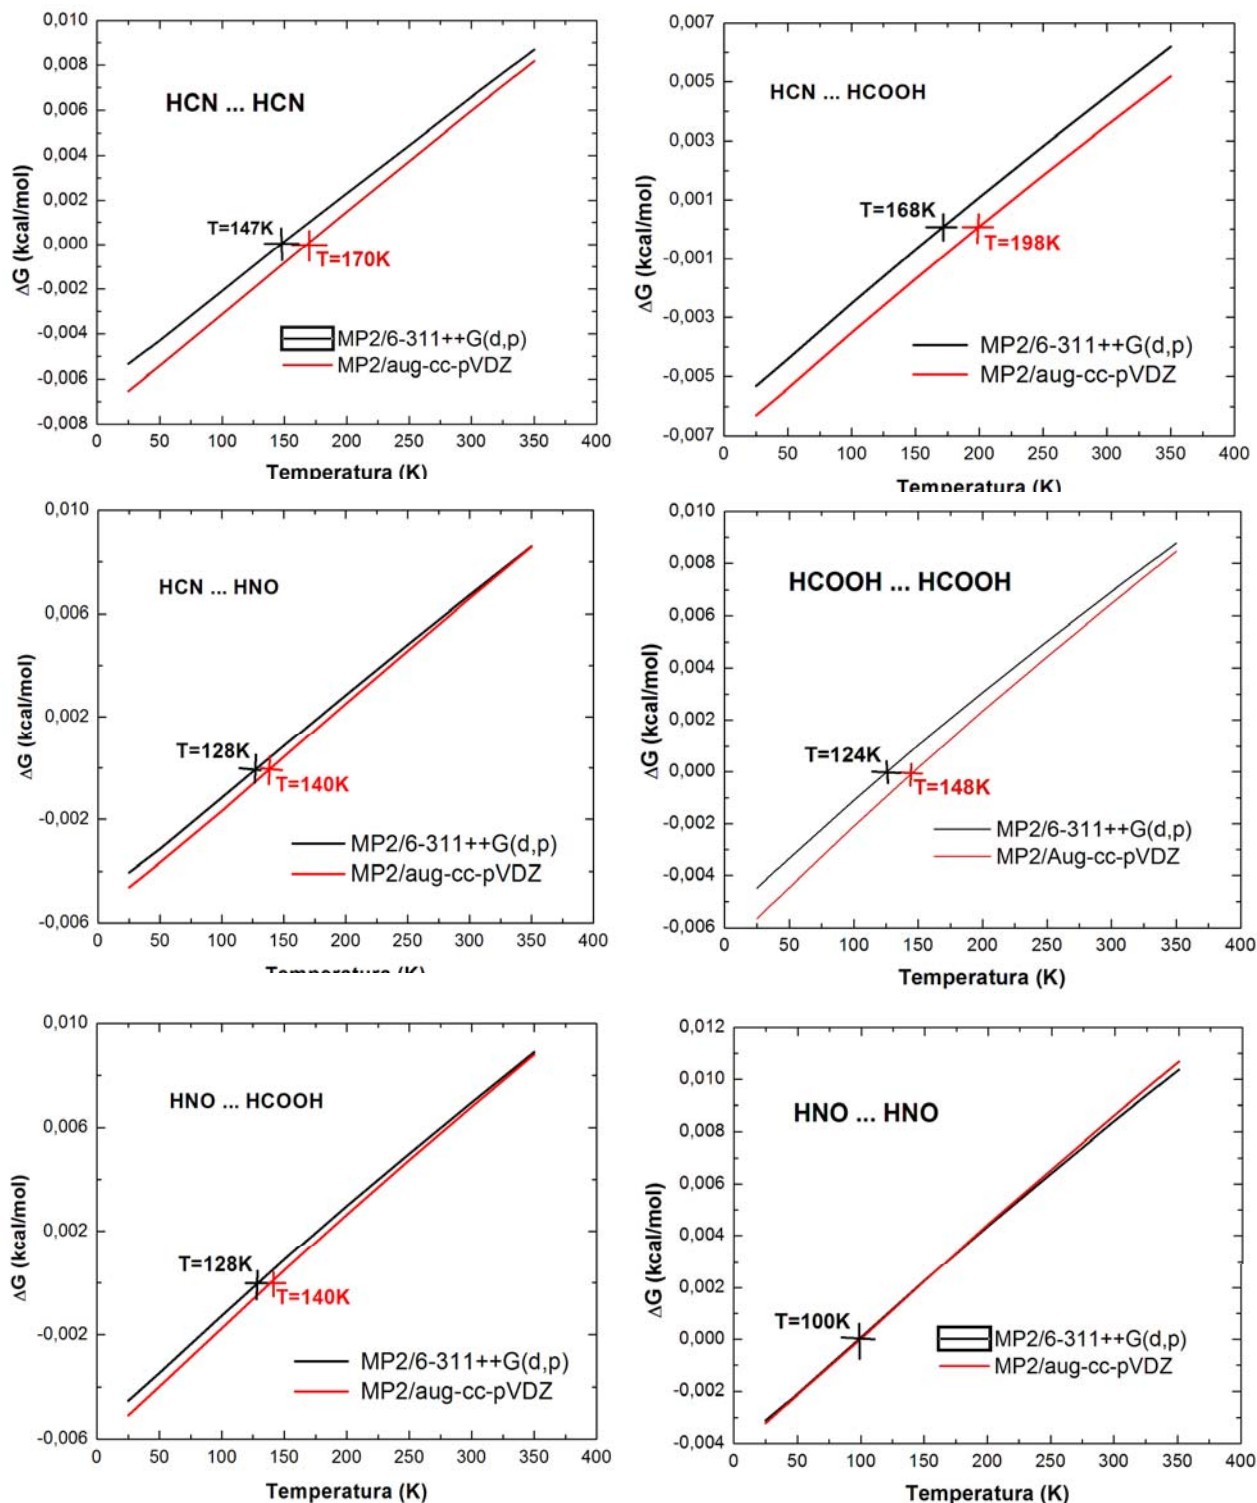 0,010
0,008
0,006
0,004
0,002
0,000
-0,002
-0,004
-0,006
-0,008
ΔG (kcal/mol)
HCN ... HCN
T=147K
T=170K
MP2/6-311++G(d,p)
MP2/aug-cc-pVDZ
0 50 100 150 200 250 300 350 400
Temperatura (K)
0,007
0,005
0,003
0,001
-0,001
-0,003
-0,005
-0,007
ΔG (kcal/mol)
HCN ... HCOOH
T=168K
T=198K
MP2/6-311++G(d,p)
MP2/aug-cc-pVDZ
0 50 100 150 200 250 300 350 400
Temperatura (K)
0,010
0,006
0,002
-0,002
-0,006
ΔG (kcal/mol)
HCN ... HNO
T=128K
T=140K
MP2/6-311++G(d,p)
MP2/aug-cc-pVDZ
0 50 100 150 200 250 300 350 400
Temperatura (K)
0,010
0,008
0,006
0,004
0,002
0,000
-0,002
-0,004
-0,006
ΔG (kcal/mol)
HCOOH ... HCOOH
T=124K
T=148K
MP2/6-311++G(d,p)
MP2/Aug-cc-pVDZ
0 50 100 150 200 250 300 350 400
Temperatura (K)
0,010
0,006
0,002
-0,002
-0,006
ΔG (kcal/mol)
HNO ... HCOOH
T=128K
T=140K
MP2/6-311++G(d,p)
MP2/aug-cc-pVDZ
0 50 100 150 200 250 300 350 400
Temperatura (K)
0,012
0,010
0,008
0,006
0,004
0,002
0,000
-0,002
-0,004
ΔG (kcal/mol)
HNO ... HNO
T=100K
MP2/6-311++G(d,p)
MP2/aug-cc-pVDZ
0 50 100 150 200 250 300 350 400
Temperatura (K)